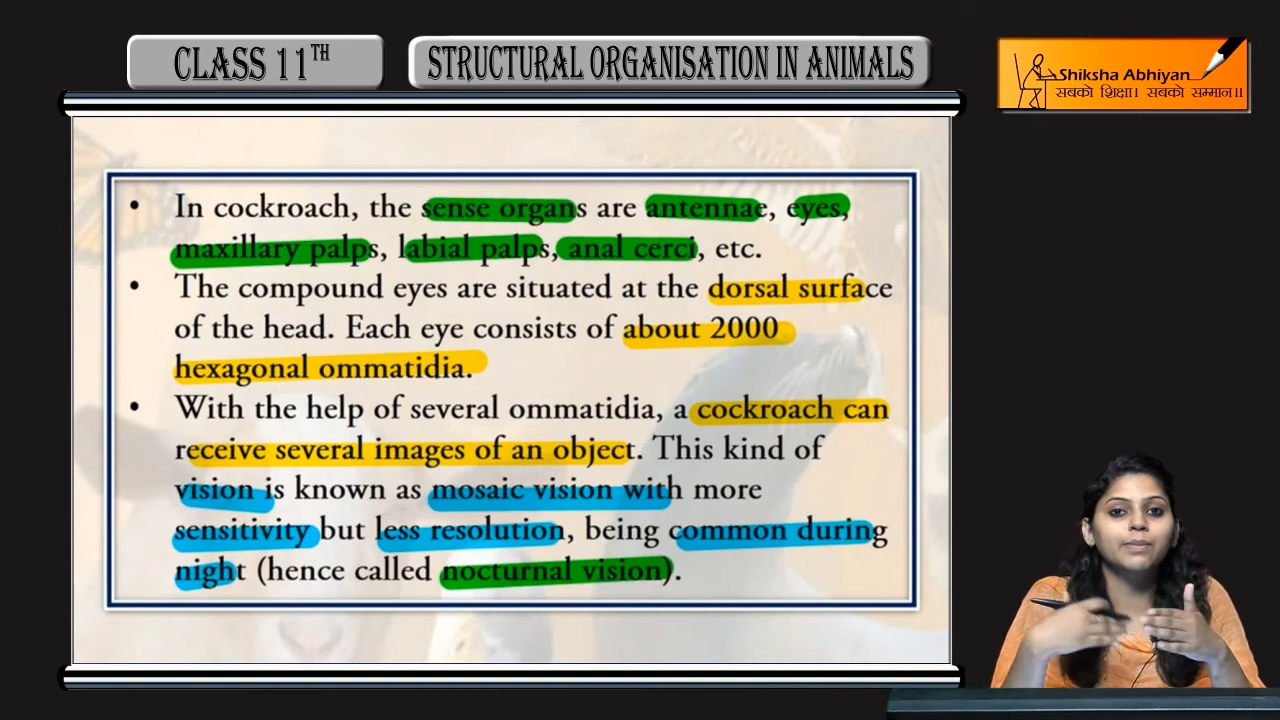 CLASS 11TH
STRUCTURAL ORGANISATION IN ANIMALS
Shiksha Abhiyan
सबको शिक्षा। सबको सम्मान।।
• In cockroach, the sense organs are antennae, eyes,
maxillary palps, labial palps, anal cerci, etc.
• The compound eyes are situated at the dorsal surface
of the head. Each eye consists of about 2000
hexagonal ommatidia.
• With the help of several ommatidia, a cockroach can
receive several images of an object. This kind of
vision is known as mosaic vision with more
sensitivity but less resolution, being common during
night (hence called nocturnal vision).